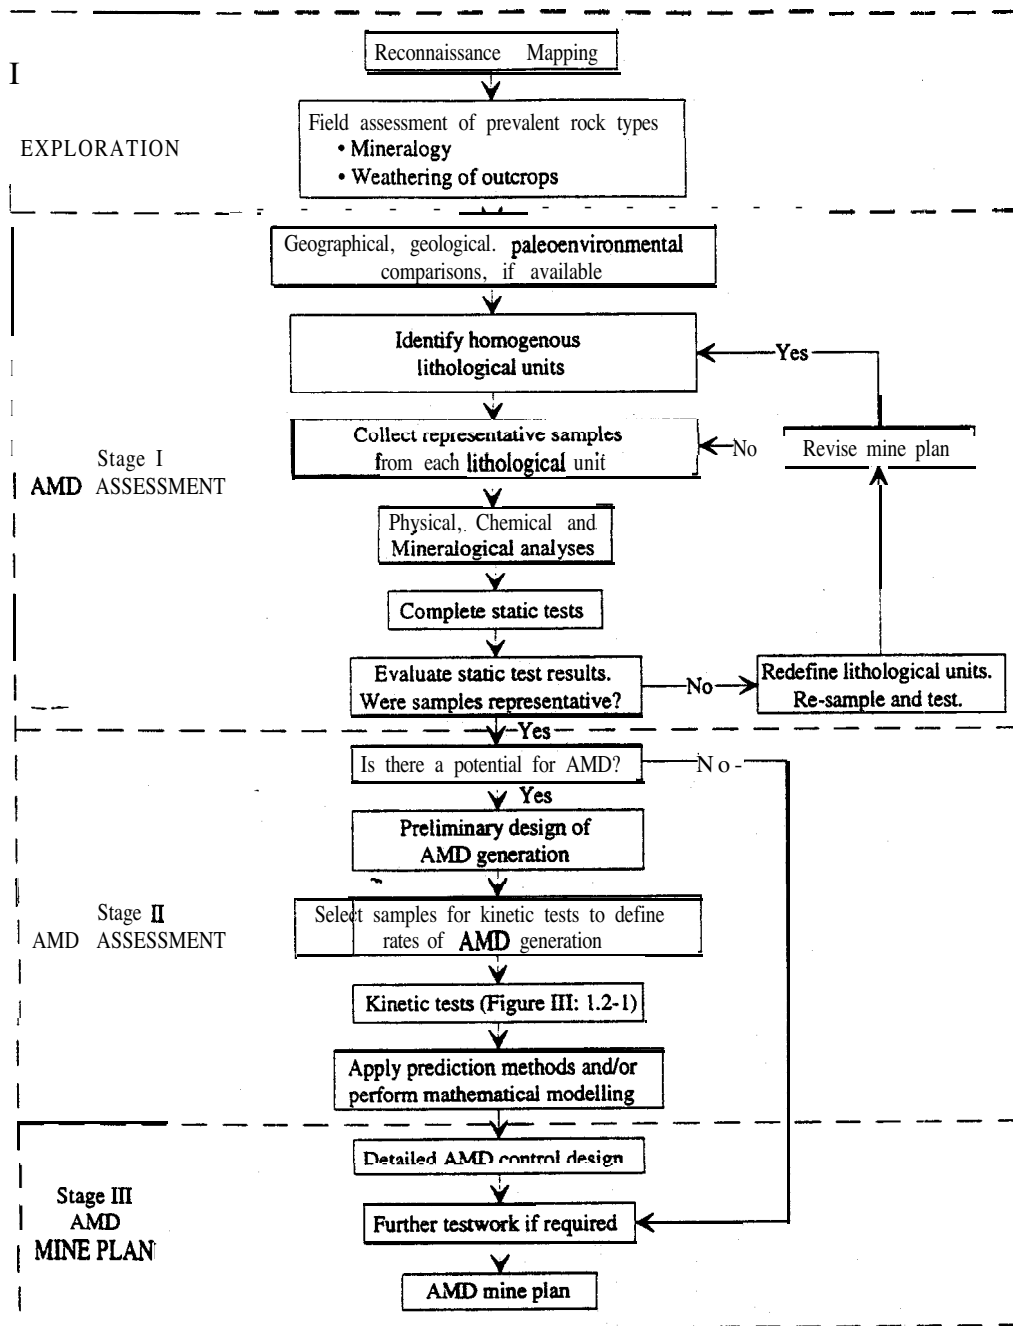 Reconnaissance Mapping
I
Field assessment of prevalent rock types
• Mineralogy
• Weathering of outcrops
EXPLORATION
Geographical, geological. paleoenvironmental
comparisons, if available
Identify homogenous
lithological units
Yes
Collect representative samples
from each lithological unit
No
Revise mine plan
Stage I
AMD ASSESSMENT
Physical, Chemical and
Mineralogical analyses
Complete static tests
Evaluate static test results.
Were samples representative?
No
Redefine lithological units.
Re-sample and test.
Yes
Is there a potential for AMD?
No-
Yes
Preliminary design of
AMD generation
Stage II
AMD ASSESSMENT
Select samples for kinetic tests to define
rates of AMD generation
Kinetic tests (Figure III: 1.2-1)
Apply prediction methods and/or
perform mathematical modelling
Detailed AMD control design
Stage III
AMD
MINE PLAN
Further testwork if required
AMD mine plan